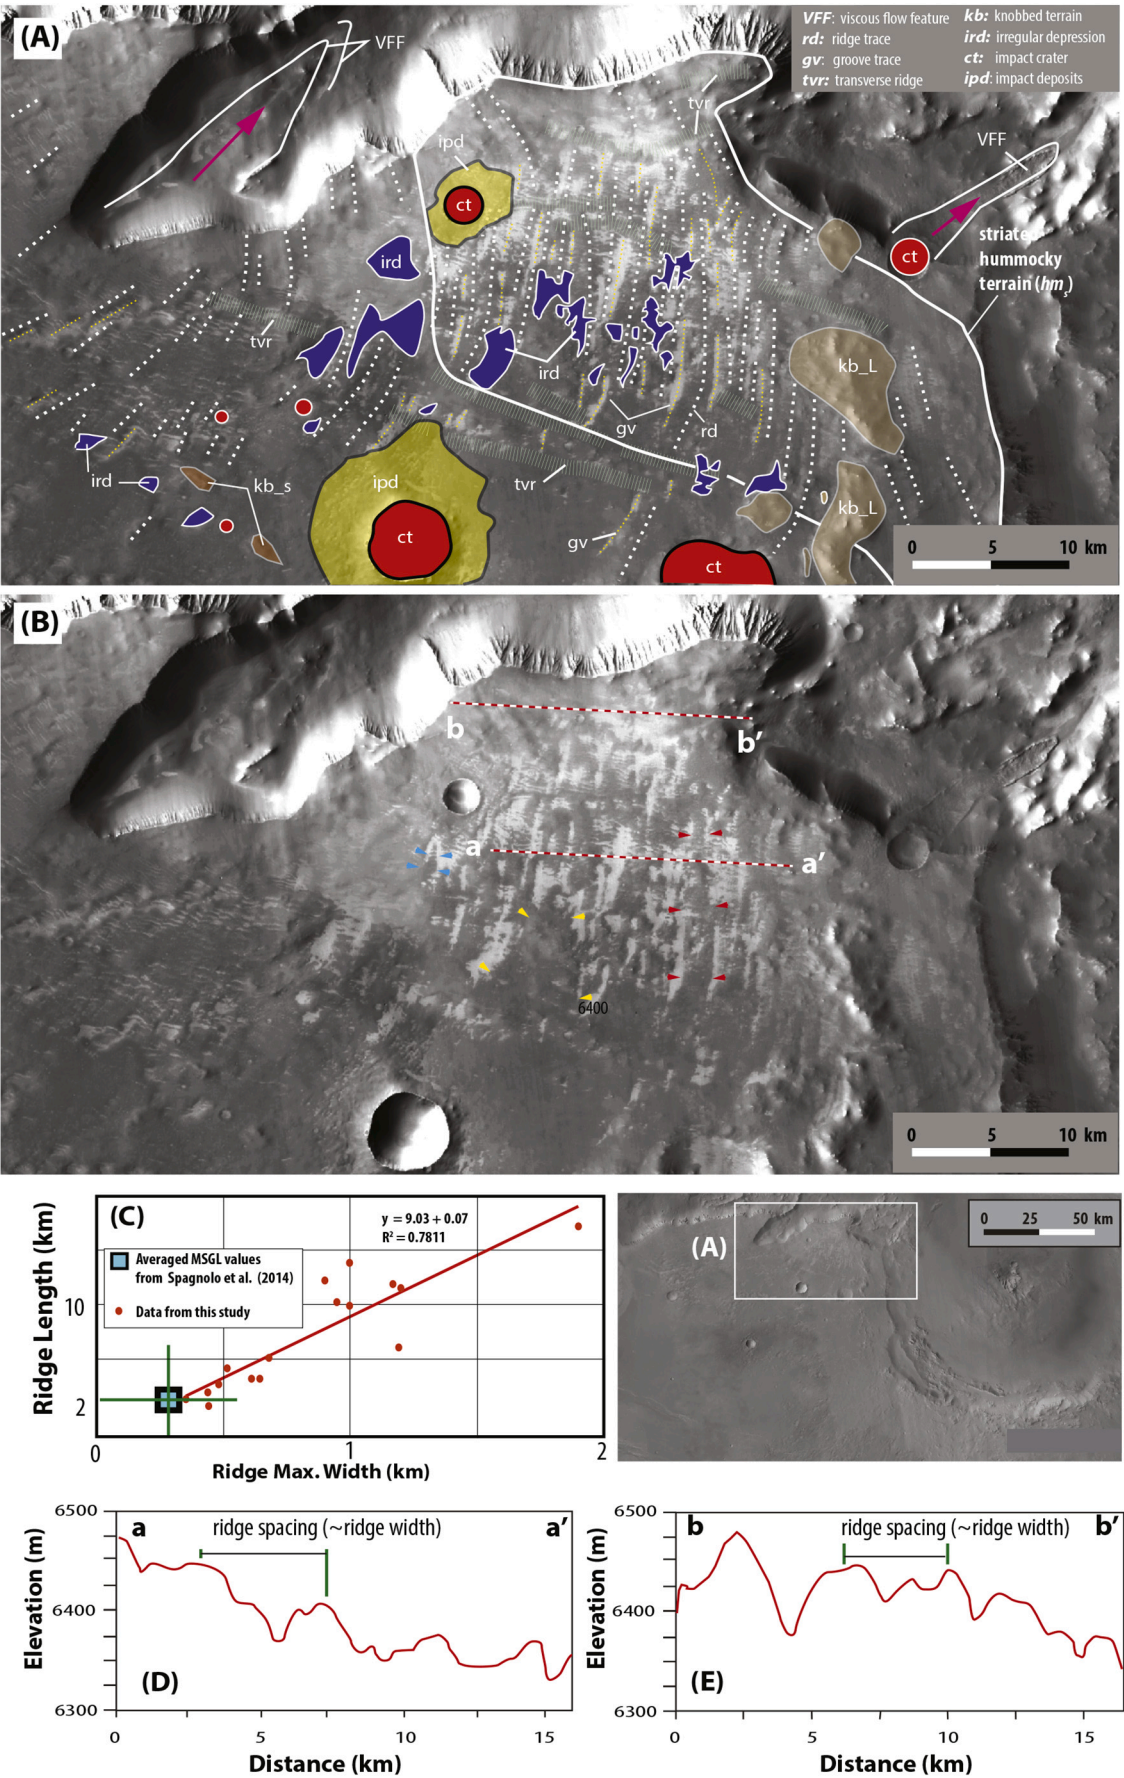 (A)
VFF
VFF: viscous flow feature
rd: ridge trace
gv: groove trace
tvr: transverse ridge
kb: knobbed terrain
ird: irregular depression
ct: impact crater
ipd: impact deposits
tvr
ipd
ct
VFF
ird
ct
striated
hummocky
terrain (hms)
tvr
ird
kb_L
gv
rd
ird
kb_s
ipd
tvr
kb_L
ct
gv
ct
0 5 10 km
(B)
b
b’
a
a’
6400
0 5 10 km
(C)
y = 9.03 + 0.07
R² = 0.7811
Averaged MSGL values
from Spagnolo et al. (2014)
Data from this study
Ridge Length (km)
10
2
0 1 2
Ridge Max. Width (km)
(A)
0 25 50 km
6500
a
a’
ridge spacing (~ridge width)
Elevation (m)
6400
(D)
6300
0 5 10 15
Distance (km)
6500
b
b’
ridge spacing (~ridge width)
Elevation (m)
6400
(E)
6300
0 5 10 15
Distance (km)